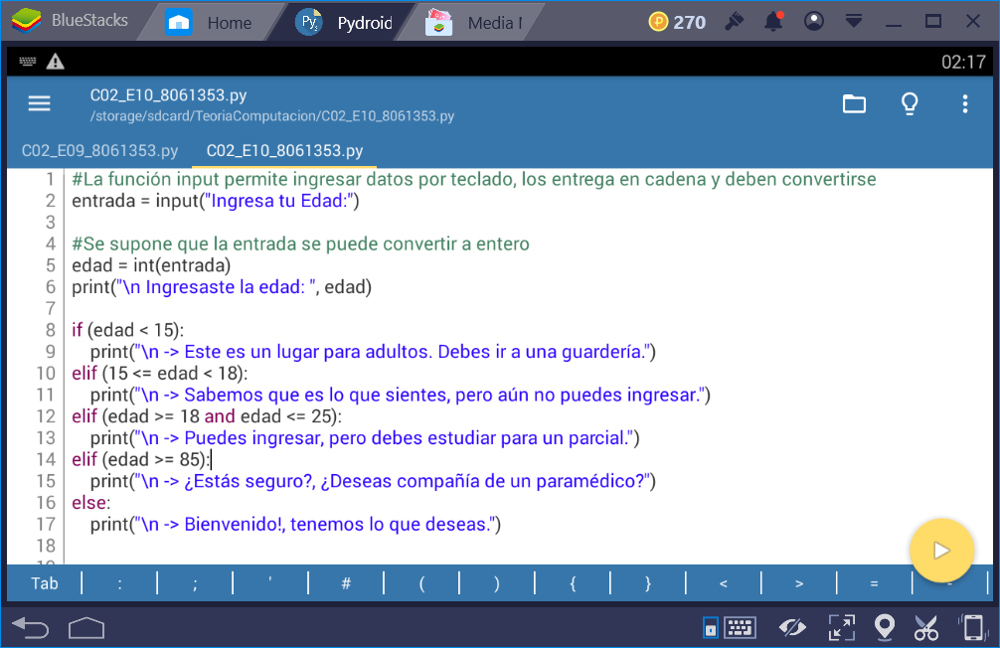 BlueStacks Home Pydroid Media 270
02:17
C02_E10_8061353.py
/storage/sdcard/TeoriaComputacion/C02_E10_8061353.py
C02_E09_8061353.py C02_E10_8061353.py
1 #La función input permite ingresar datos por teclado, los entrega en cadena y deben convertirse
2 entrada = input("Ingresa tu Edad:")
3
4 #Se supone que la entrada se puede convertir a entero
5 edad = int(entrada)
6 print("\n Ingresaste la edad: ", edad)
7
8 if (edad < 15):
9     print("\n -> Este es un lugar para adultos. Debes ir a una guardería.")
10 elif (15 <= edad < 18):
11     print("\n -> Sabemos que es lo que sientes, pero aún no puedes ingresar.")
12 elif (edad >= 18 and edad <= 25):
13     print("\n -> Puedes ingresar, pero debes estudiar para un parcial.")
14 elif (edad >= 85):
15     print("\n -> ¿Estás seguro?, ¿Deseas compañía de un paramédico?")
16 else:
17     print("\n -> Bienvenido!, tenemos lo que deseas.")
18
Tab : ; ' # ( ) { } < > =